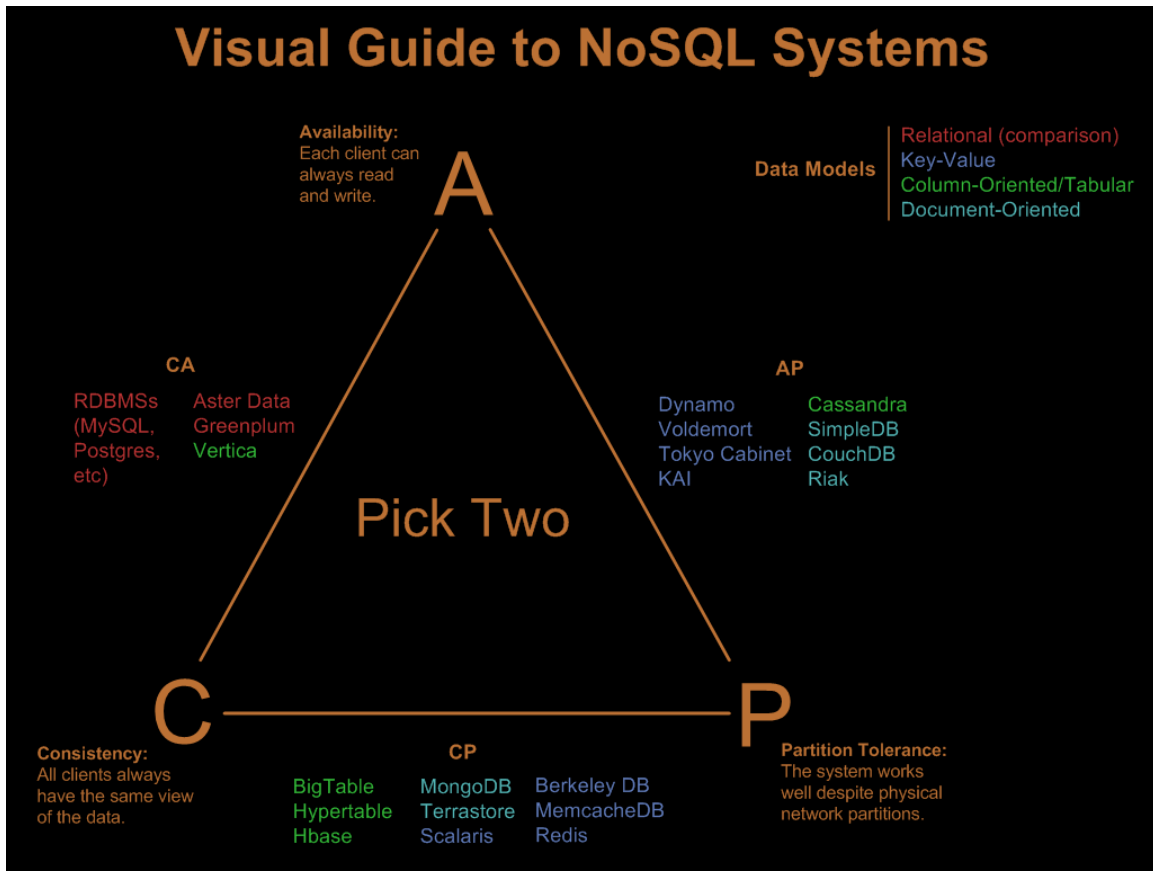 Visual Guide to NoSQL Systems
Availability:
Each client can
always read
and write.
A
Data Models
Relational (comparison)
Key-Value
Column-Oriented/Tabular
Document-Oriented
CA
RDBMSs
(MySQL,
Postgres,
etc)
Aster Data
Greenplum
Vertica
AP
Dynamo
Voldemort
Tokyo Cabinet
KAI
Cassandra
SimpleDB
CouchDB
Riak
Pick Two
C
P
Consistency:
All clients always
have the same view
of the data.
CP
BigTable
Hypertable
Hbase
MongoDB
Terrastore
Scalaris
Berkeley DB
MemcacheDB
Redis
Partition Tolerance:
The system works
well despite physical
network partitions.